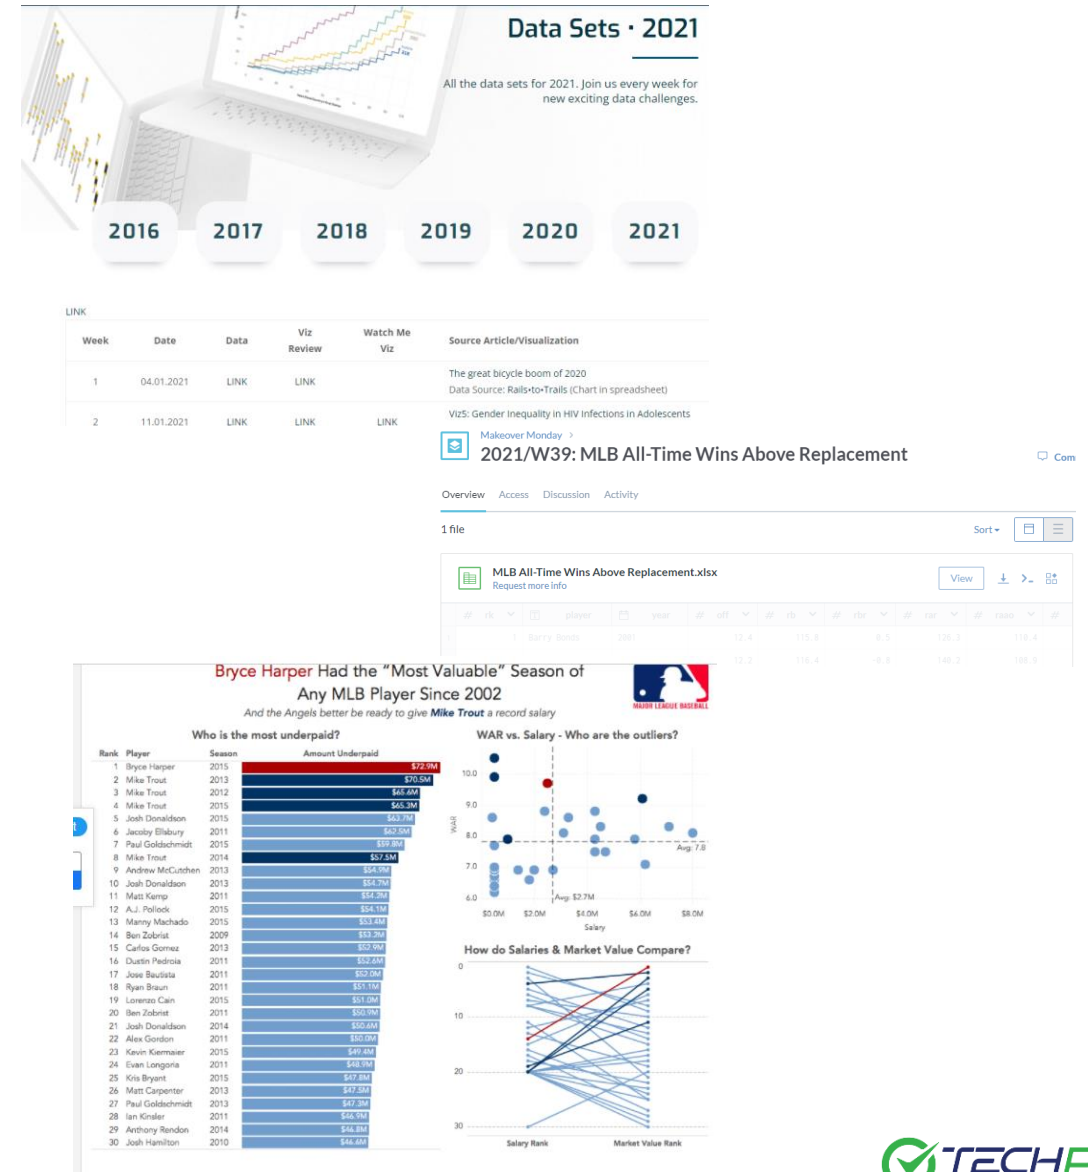 Data Sets · 2021
All the data sets for 2021. Join us every week for
new exciting data challenges.
2016 2017 2018 2019 2020 2021
LINK
Week Date Data Viz Review Watch Me Viz Source Article/Visualization
1 04.01.2021 LINK LINK The great bicycle boom of 2020
Data Source: Rails-to-Trails (Chart in spreadsheet)
2 11.01.2021 LINK LINK LINK Viz5: Gender Inequality in HIV Infections in Adolescents
Makeover Monday >
2021/W39: MLB All-Time Wins Above Replacement
Com
Overview Access Discussion Activity
1 file
Sort
MLB All-Time Wins Above Replacement.xlsx
Request more info
View
# rk player year # off # rb # rbr # rar # raao #
1 Barry Bonds 2001
Bryce Harper Had the “Most Valuable” Season of
Any MLB Player Since 2002
And the Angels better be ready to give Mike Trout a record salary
MAJOR LEAGUE BASEBALL
Who is the most underpaid?
Rank Player Season Amount Underpaid
1 Bryce Harper 2015 $72.9M
2 Mike Trout 2013 $70.5M
3 Mike Trout 2012 $65.6M
4 Mike Trout 2015 $65.3M
5 Josh Donaldson 2015 $63.7M
6 Jacoby Ellsbury 2011 $62.5M
7 Paul Goldschmidt 2015 $59.8M
8 Mike Trout 2014 $57.5M
9 Andrew McCutchen 2013 $54.9M
10 Josh Donaldson 2013 $54.7M
11 Matt Kemp 2011 $54.2M
12 A.J. Pollock 2015 $54.1M
13 Manny Machado 2015 $53.4M
14 Ben Zobrist 2009 $53.2M
15 Carlos Gomez 2013 $52.9M
16 Dustin Pedroia 2011 $52.6M
17 Jose Bautista 2011 $52.0M
18 Ryan Braun 2011 $51.1M
19 Lorenzo Cain 2015 $51.0M
20 Ben Zobrist 2011 $50.9M
21 Josh Donaldson 2014 $50.6M
22 Alex Gordon 2011 $50.0M
23 Kevin Kiermaier 2015 $49.4M
24 Evan Longoria 2011 $48.9M
25 Kris Bryant 2015 $47.8M
26 Matt Carpenter 2013 $47.5M
27 Paul Goldschmidt 2013 $47.3M
28 Ian Kinsler 2011 $46.9M
29 Anthony Rendon 2014 $46.8M
30 Josh Hamilton 2010 $46.6M
WAR vs. Salary - Who are the outliers?
10.0
9.0
8.0
7.0
6.0
WAR
Avg: 7.8
Avg: $2.7M
$0.0M $2.0M $4.0M $6.0M $8.0M
Salary
How do Salaries & Market Value Compare?
0
10
20
30
Salary Rank Market Value Rank
TECHE